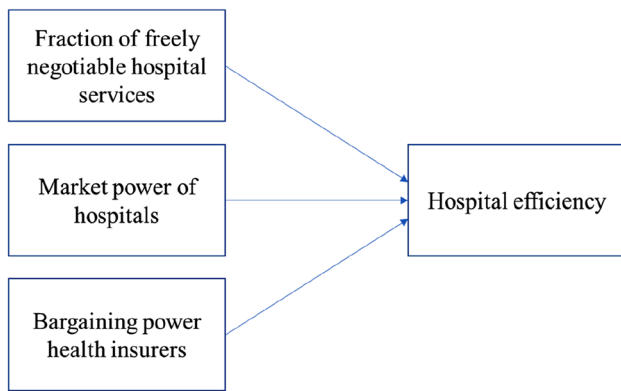 Fraction of freely
negotiable hospital
services
Market power of
hospitals
Hospital efficiency
Bargaining power
health insurers